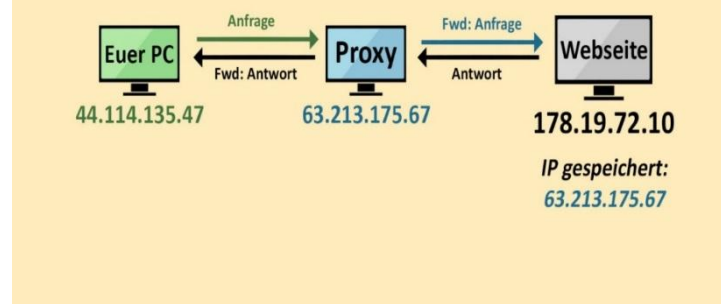 Anfrage
Euer PC
Fwd: Antwort
44.114.135.47
Proxy
63.213.175.67
Fwd: Anfrage
Antwort
Webseite
178.19.72.10
IP gespeichert:
63.213.175.67